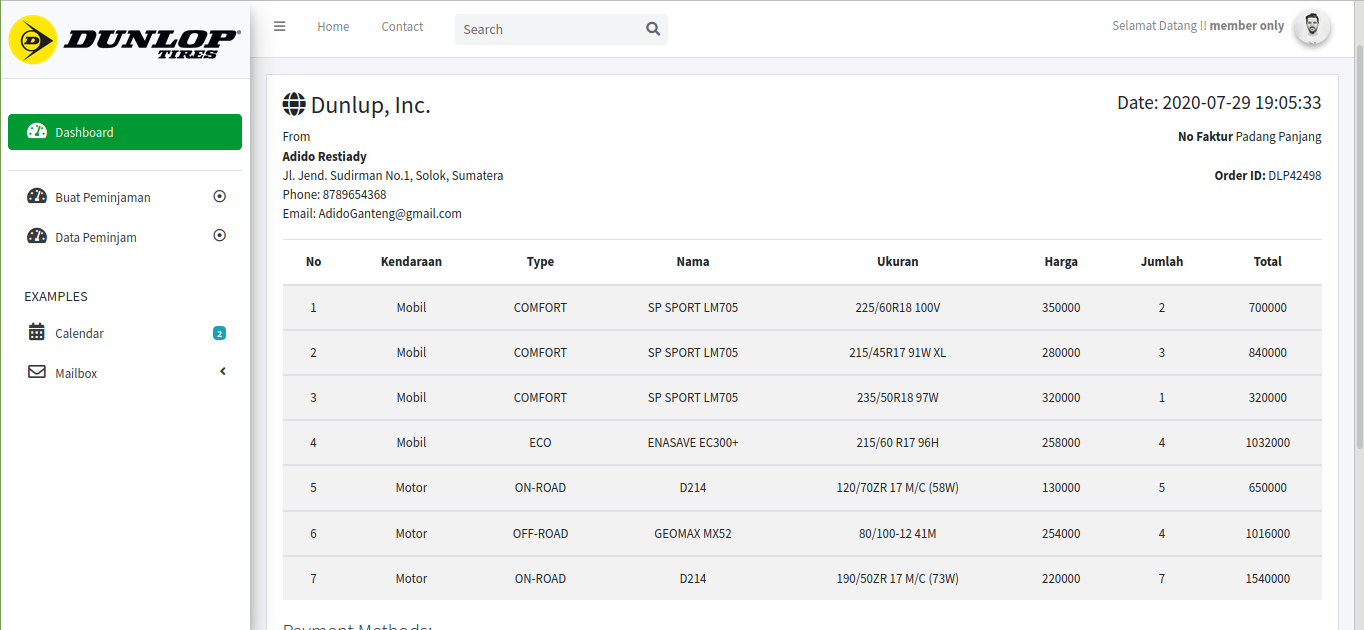 DUNLOP
TIRES
Home Contact Search Selamat Datang !! member only
Dashboard
Buat Peminjaman
Data Peminjam
EXAMPLES
Calendar 2
Mailbox
Dunlup, Inc. Date: 2020-07-29 19:05:33
From
Adido Restiady
Jl. Jend. Sudirman No.1, Solok, Sumatera
Phone: 8789654368
Email: AdidoGanteng@gmail.com
No Faktur Padang Panjang
Order ID: DLP42498
No Kendaraan Type Nama Ukuran Harga Jumlah Total
1 Mobil COMFORT SP SPORT LM705 225/60R18 100V 350000 2 700000
2 Mobil COMFORT SP SPORT LM705 215/45R17 91W XL 280000 3 840000
3 Mobil COMFORT SP SPORT LM705 235/50R18 97W 320000 1 320000
4 Mobil ECO ENASAVE EC300+ 215/60 R17 96H 258000 4 1032000
5 Motor ON-ROAD D214 120/70ZR 17 M/C (58W) 130000 5 650000
6 Motor OFF-ROAD GEOMAX MX52 80/100-12 41M 254000 4 1016000
7 Motor ON-ROAD D214 190/50ZR 17 M/C (73W) 220000 7 1540000
Payment Methods: